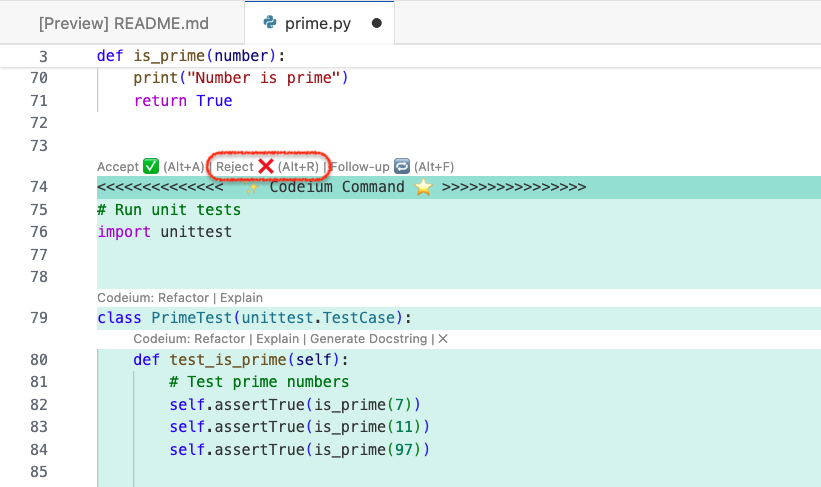 [Preview] README.md prime.py ●
3 def is_prime(number):
70 print("Number is prime")
71 return True
72
73
Accept ✅ (Alt+A) | Reject ❌ (Alt+R) | Follow-up 🔁 (Alt+F)
74 <<<<<<<<<<<<<< ✨ Codeium Command ⭐ >>>>>>>>>>>>>>>>
75 # Run unit tests
76 import unittest
77
78
Codeium: Refactor | Explain
79 class PrimeTest(unittest.TestCase):
Codeium: Refactor | Explain | Generate Docstring | ✕
80 def test_is_prime(self):
81 # Test prime numbers
82 self.assertTrue(is_prime(7))
83 self.assertTrue(is_prime(11))
84 self.assertTrue(is_prime(97))
85